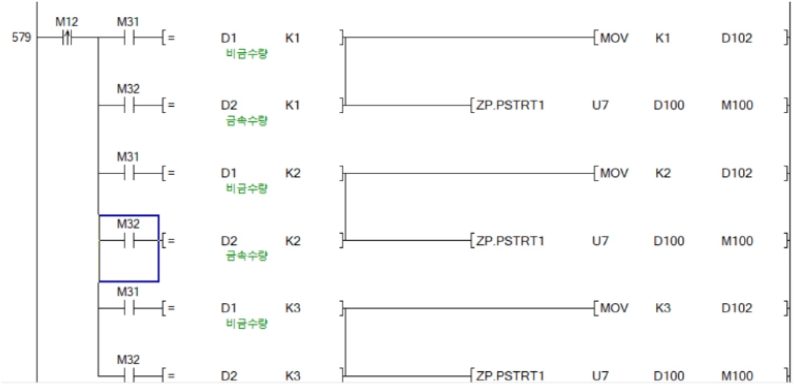 M12 M31
579 [= D1 K1 ] [MOV K1 D102 ]
비금수량
M32
[= D2 K1 ] [ZP.PSTRT1 U7 D100 M100 ]
금속수량
M31
[= D1 K2 ] [MOV K2 D102 ]
비금수량
M32
[= D2 K2 ] [ZP.PSTRT1 U7 D100 M100 ]
금속수량
M31
[= D1 K3 ] [MOV K3 D102 ]
비금수량
M32
[= D2 K3 ] [ZP.PSTRT1 U7 D100 M100 ]